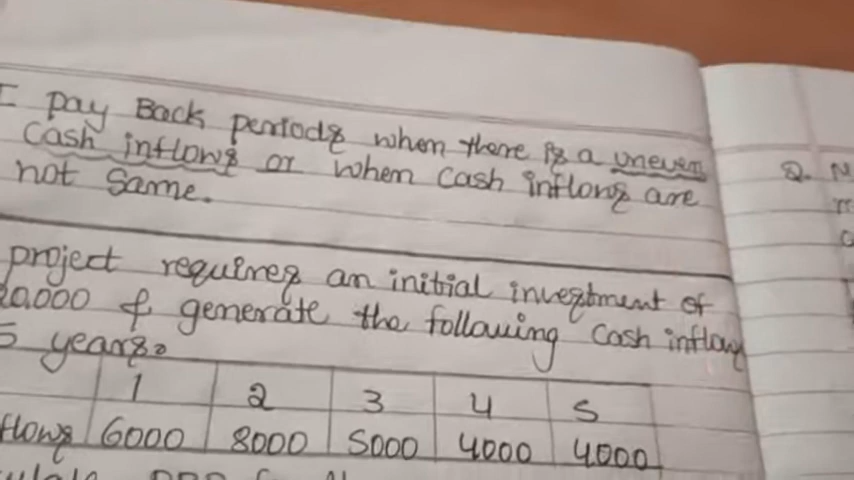 I Pay Back periods when there is a uneven
cash inflows or when cash inflows are
not same.
project requires an initial investment of
20,000 & generate the following cash inflow
5 years.
1 2 3 4 5
flows 6000 8000 5000 4000 4000
Q.